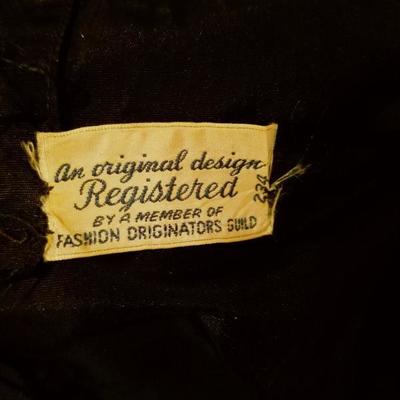 An original design
Registered
BY A MEMBER OF
FASHION ORIGINATORS GUILD
234